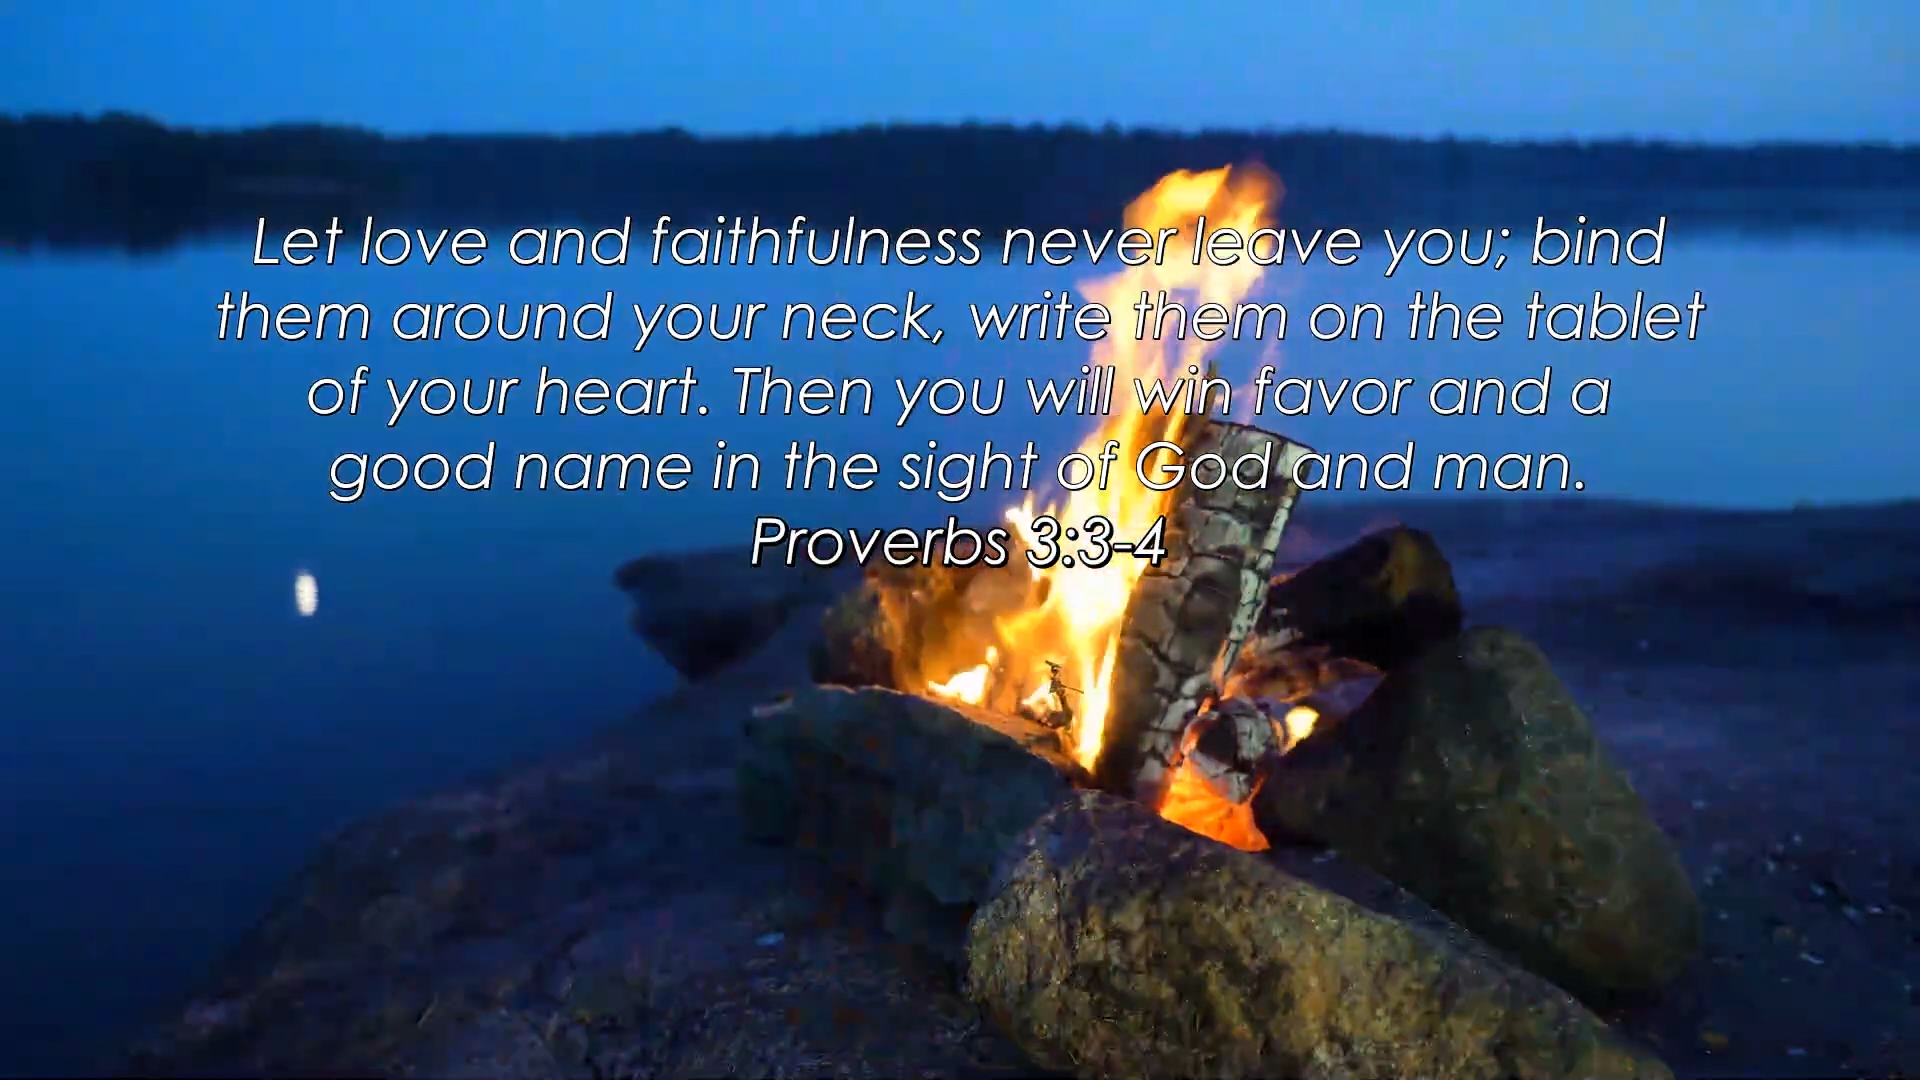 Let love and faithfulness never leave you; bind
them around your neck, write them on the tablet
of your heart. Then you will win favor and a
good name in the sight of God and man.
Proverbs 3:3-4